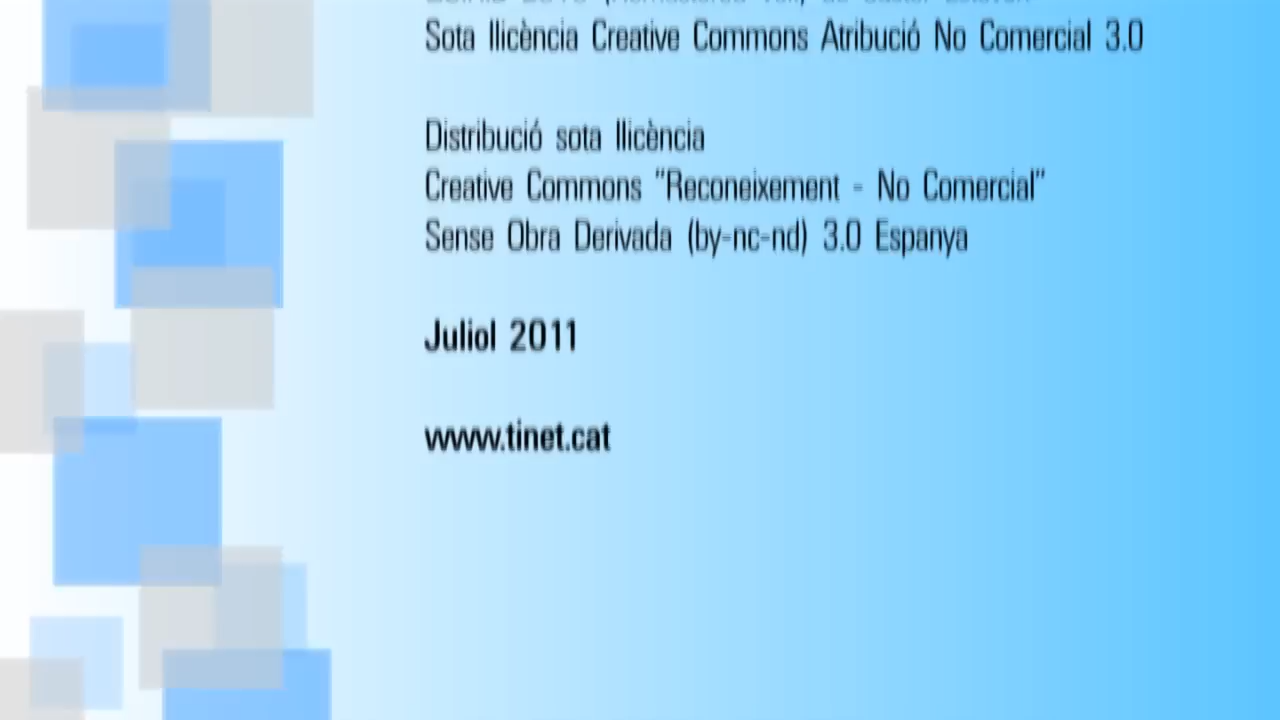 Sota llicència Creative Commons Atribució No Comercial 3.0
Distribució sota llicència
Creative Commons "Reconeixement - No Comercial"
Sense Obra Derivada (by-nc-nd) 3.0 Espanya
Juliol 2011
www.tinet.cat